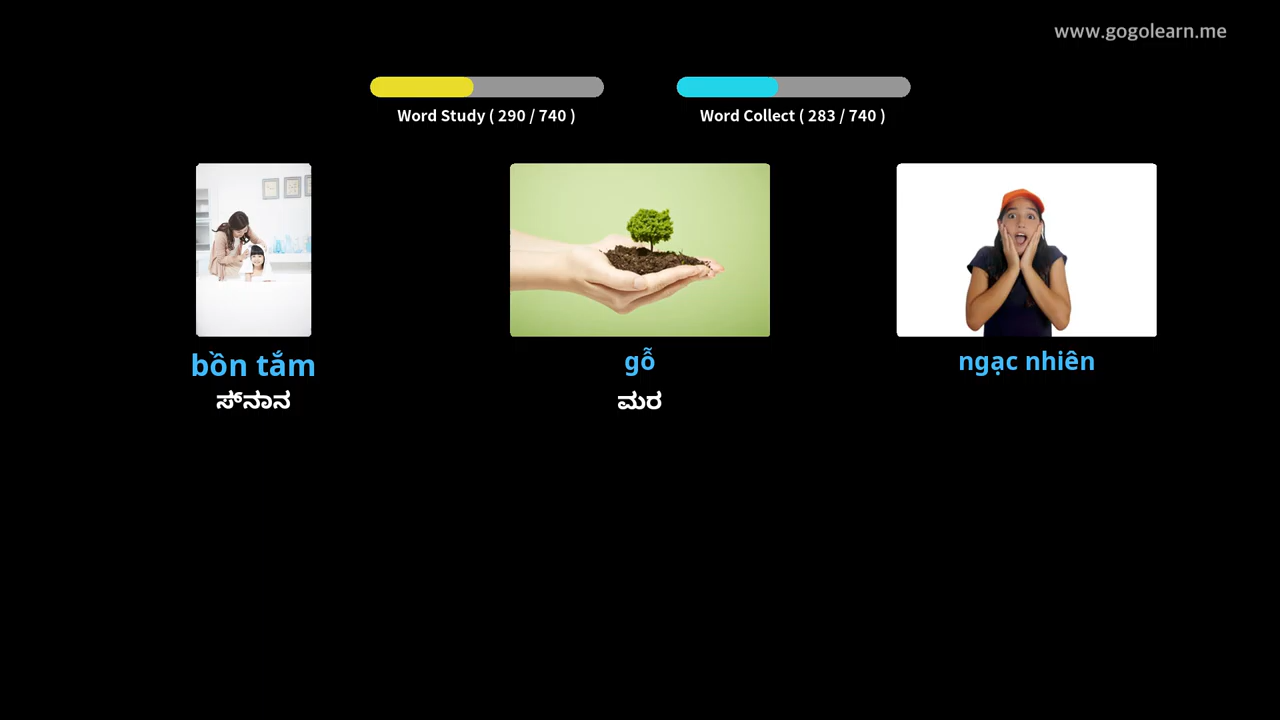 www.gogolearn.me
Word Study ( 290 / 740 )
Word Collect ( 283 / 740 )
bồn tắm
ಸ್‌ನಾನ
gỗ
ಮರ
ngạc nhiên